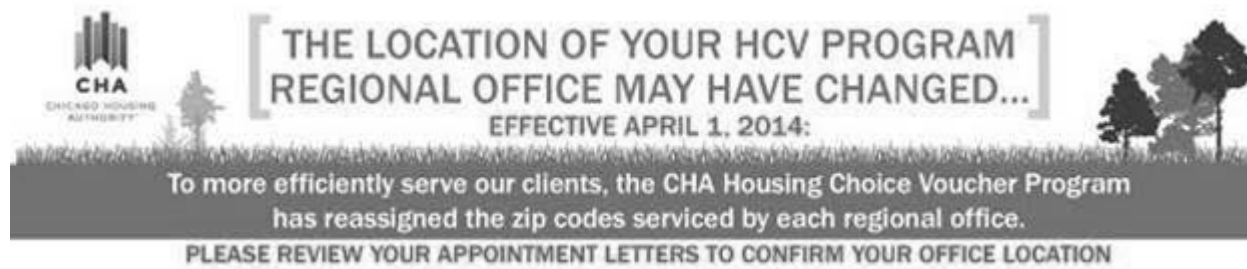 CHA
CHICAGO HOUSING
AUTHORITY
THE LOCATION OF YOUR HCV PROGRAM
REGIONAL OFFICE MAY HAVE CHANGED...
EFFECTIVE APRIL 1, 2014:
To more efficiently serve our clients, the CHA Housing Choice Voucher Program
has reassigned the zip codes serviced by each regional office.
PLEASE REVIEW YOUR APPOINTMENT LETTERS TO CONFIRM YOUR OFFICE LOCATION